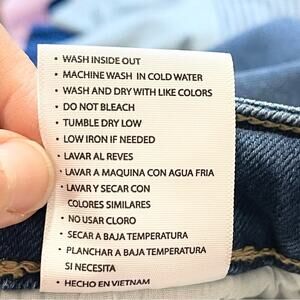 • WASH INSIDE OUT
• MACHINE WASH IN COLD WATER
• WASH AND DRY WITH LIKE COLORS
• DO NOT BLEACH
• TUMBLE DRY LOW
• LOW IRON IF NEEDED
• LAVAR AL REVES
• LAVAR A MAQUINA CON AGUA FRIA
• LAVAR Y SECAR CON
COLORES SIMILARES
• NO USAR CLORO
• SECAR A BAJA TEMPERATURA
• PLANCHAR A BAJA TEMPERATURA
SI NECESITA
• HECHO EN VIETNAM